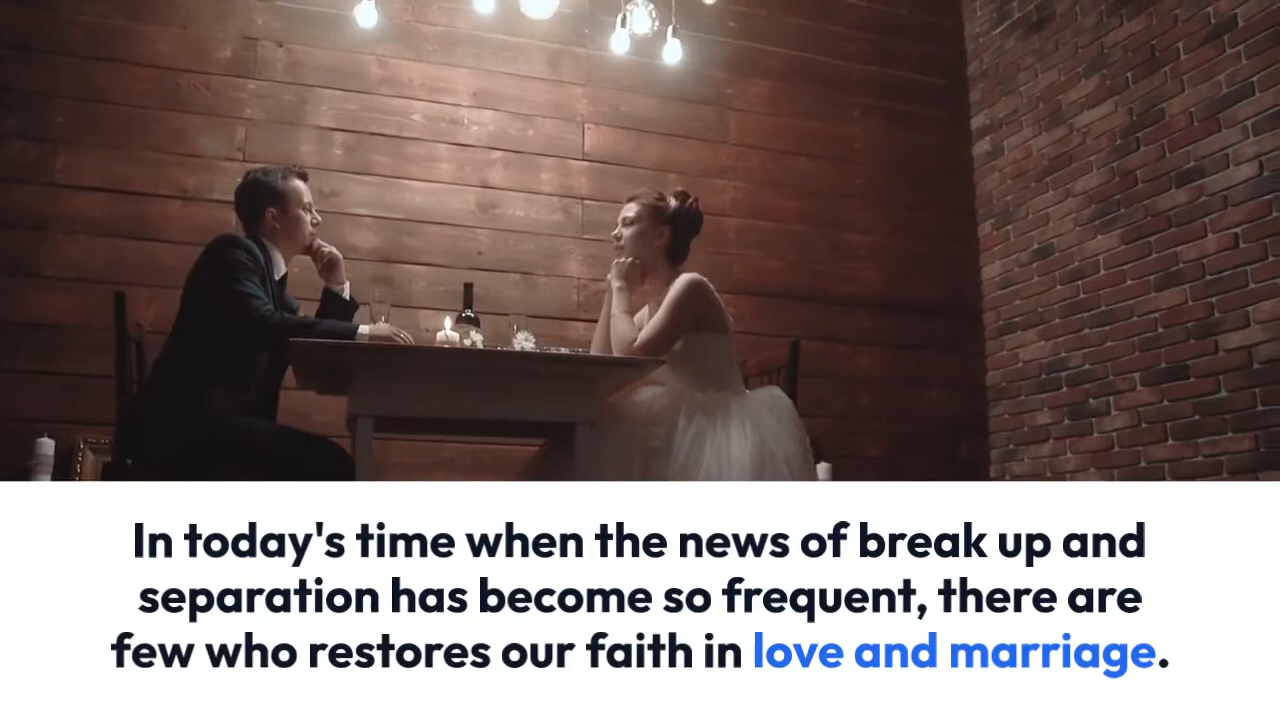 In today's time when the news of break up and
separation has become so frequent, there are
few who restores our faith in love and marriage.